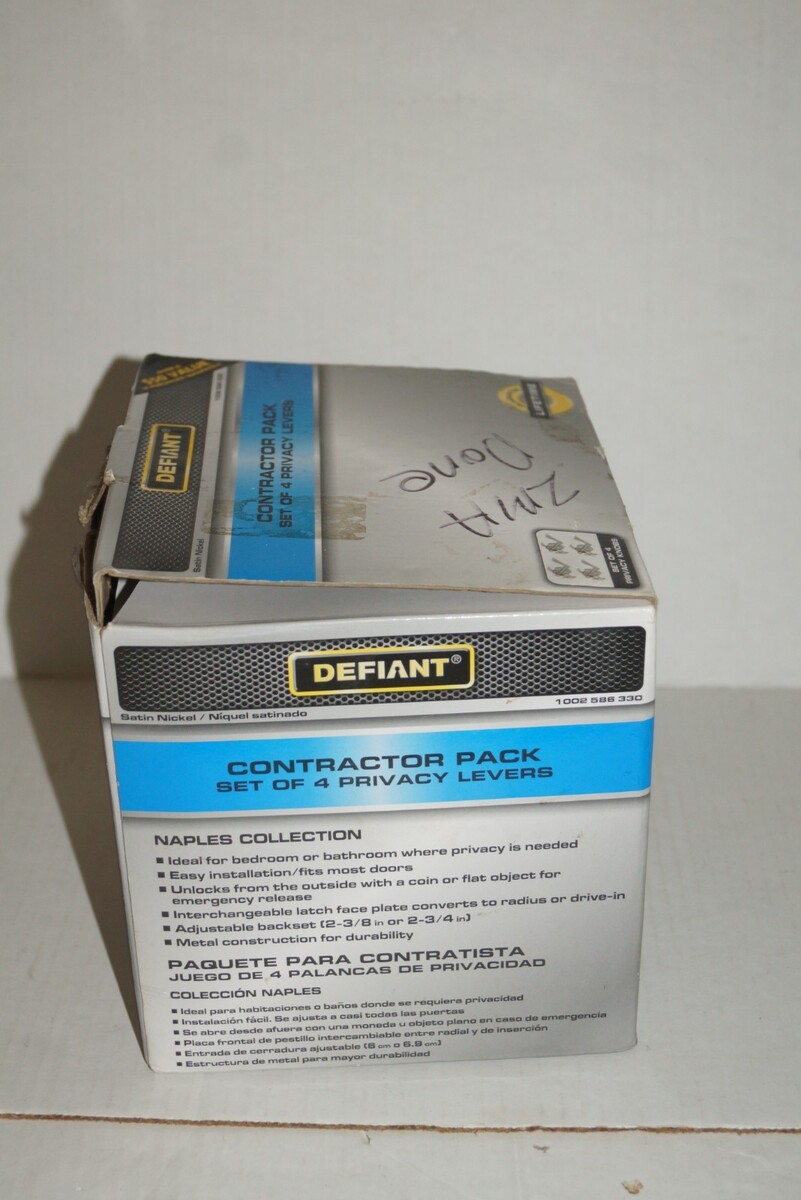 $50 VALUE
DEFIANT
Satin Nickel
CONTRACTOR PACK
SET OF 4 PRIVACY LEVERS
LIFETIME
Done
SET OF 4
PRIVACY KNOBS
DEFIANT®
Satin Nickel / Níquel satinado
1002 586 330
CONTRACTOR PACK
SET OF 4 PRIVACY LEVERS
NAPLES COLLECTION
▪ Ideal for bedroom or bathroom where privacy is needed
▪ Easy installation/fits most doors
▪ Unlocks from the outside with a coin or flat object for
emergency release
▪ Interchangeable latch face plate converts to radius or drive-in
▪ Adjustable backset (2-3/8 in or 2-3/4 in)
▪ Metal construction for durability
PAQUETE PARA CONTRATISTA
JUEGO DE 4 PALANCAS DE PRIVACIDAD
COLECCIÓN NAPLES
▪ Ideal para habitaciones o baños donde se requiera privacidad
▪ Instalación fácil. Se ajusta a casi todas las puertas
▪ Se abre desde afuera con una moneda u objeto plano en caso de emergencia
▪ Placa frontal de pestillo intercambiable entre radial y de inserción
▪ Entrada de cerradura ajustable (6 cm o 6.9 cm)
▪ Estructura de metal para mayor durabilidad